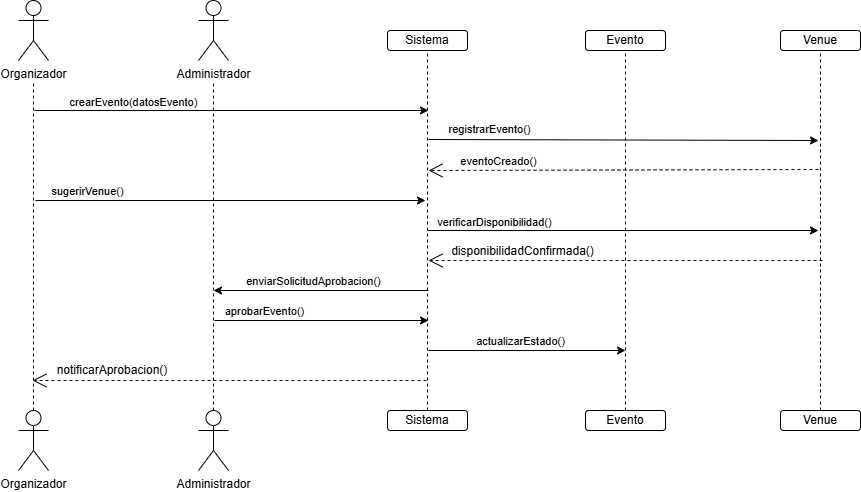 Organizador
Administrador
Sistema
Evento
Venue
crearEvento(datosEvento)
registrarEvento()
eventoCreado()
sugerirVenue()
verificarDisponibilidad()
disponibilidadConfirmada()
enviarSolicitudAprobacion()
aprobarEvento()
actualizarEstado()
notificarAprobacion()
Organizador
Administrador
Sistema
Evento
Venue